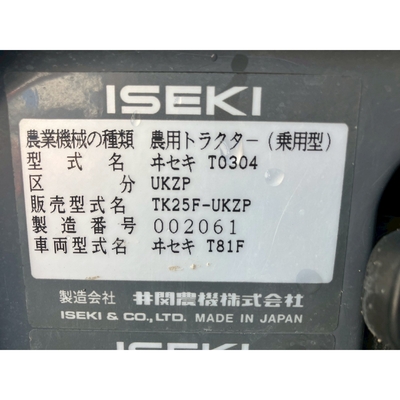 ISEKI
農業機械の種類 農用トラクター(乗用型)
型式名 ヰセキ T0304
区分 UKZP
販売型式名 TK25F-UKZP
製造番号 002061
車両型式名 ヰセキ T81F
製造会社 井関農機株式会社
ISEKI & CO., LTD. MADE IN JAPAN
ISEKI